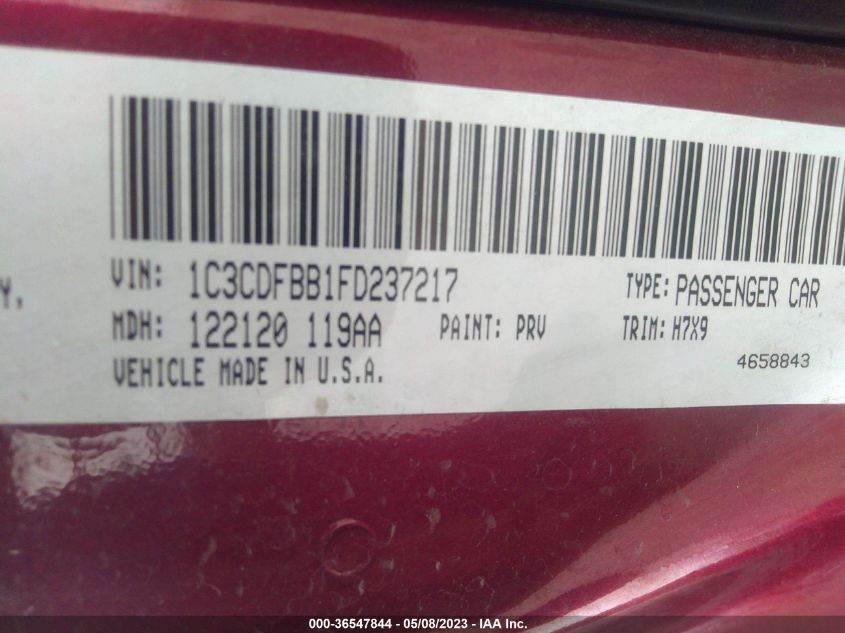 VIN: 1C3CDFBB1FD237217 TYPE: PASSENGER CAR
Y,
MDH: 122120 119AA PAINT: PRV TRIM: H7X9
4658843
VEHICLE MADE IN U.S.A.
000-36547844 - 05/08/2023 - IAA Inc.